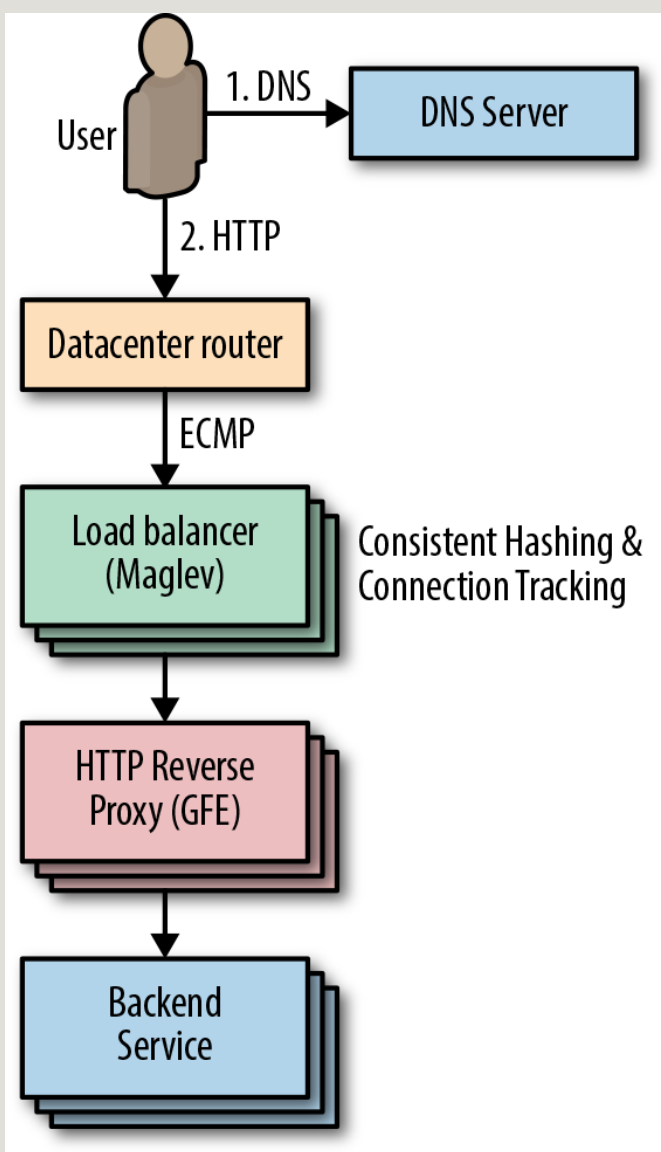 1. DNS
DNS Server
User
2. HTTP
Datacenter router
ECMP
Load balancer
(Maglev)
Consistent Hashing &
Connection Tracking
HTTP Reverse
Proxy (GFE)
Backend
Service